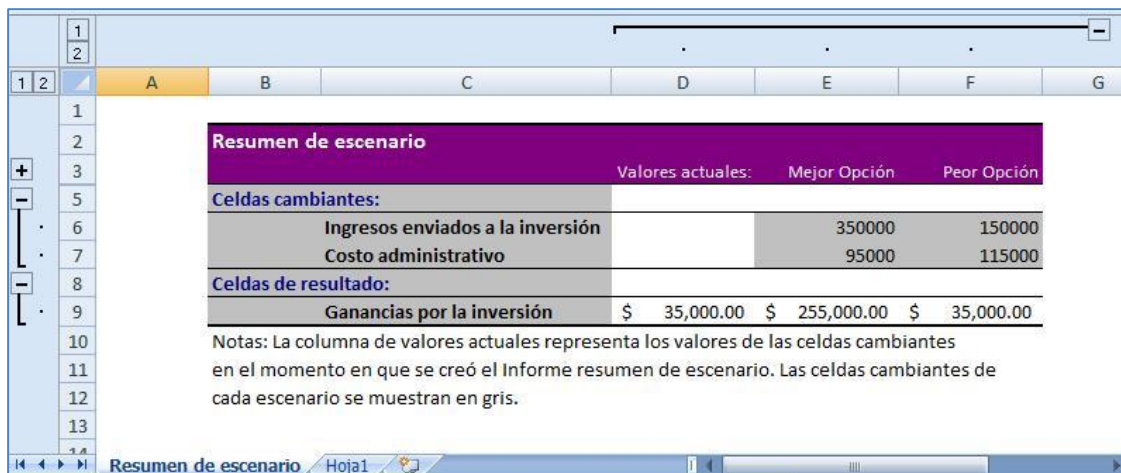 1
2
1 2 A B C D E F G
1
2 Resumen de escenario
3 Valores actuales: Mejor Opción Peor Opción
5 Celdas cambiantes:
6 Ingresos enviados a la inversión 350000 150000
7 Costo administrativo 95000 115000
8 Celdas de resultado:
9 Ganancias por la inversión $ 35,000.00 $ 255,000.00 $ 35,000.00
10 Notas: La columna de valores actuales representa los valores de las celdas cambiantes
11 en el momento en que se creó el Informe resumen de escenario. Las celdas cambiantes de
12 cada escenario se muestran en gris.
13
14
Resumen de escenario Hoja1